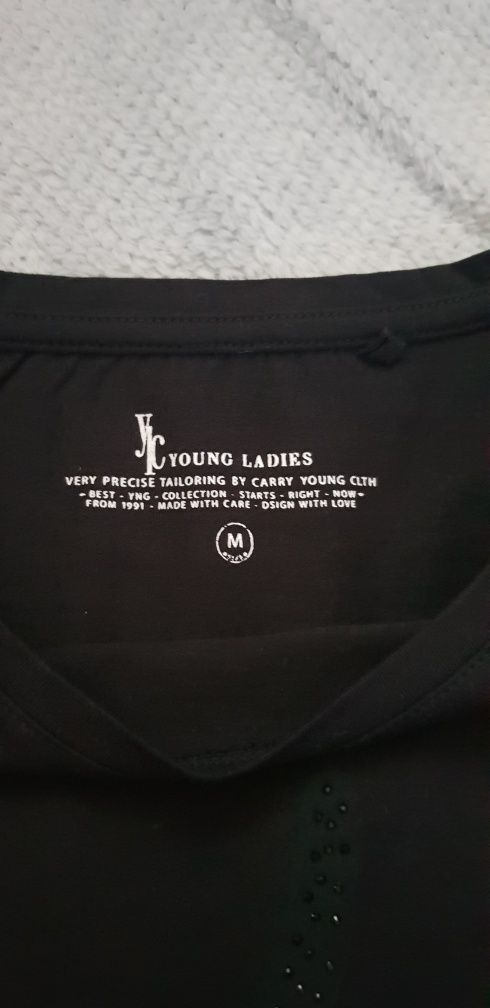 YC YOUNG LADIES
VERY PRECISE TAILORING BY CARRY YOUNG CLTH
- BEST - YNG - COLLECTION - STARTS - RIGHT - NOW -
FROM 1991 - MADE WITH CARE - DSIGN WITH LOVE
M